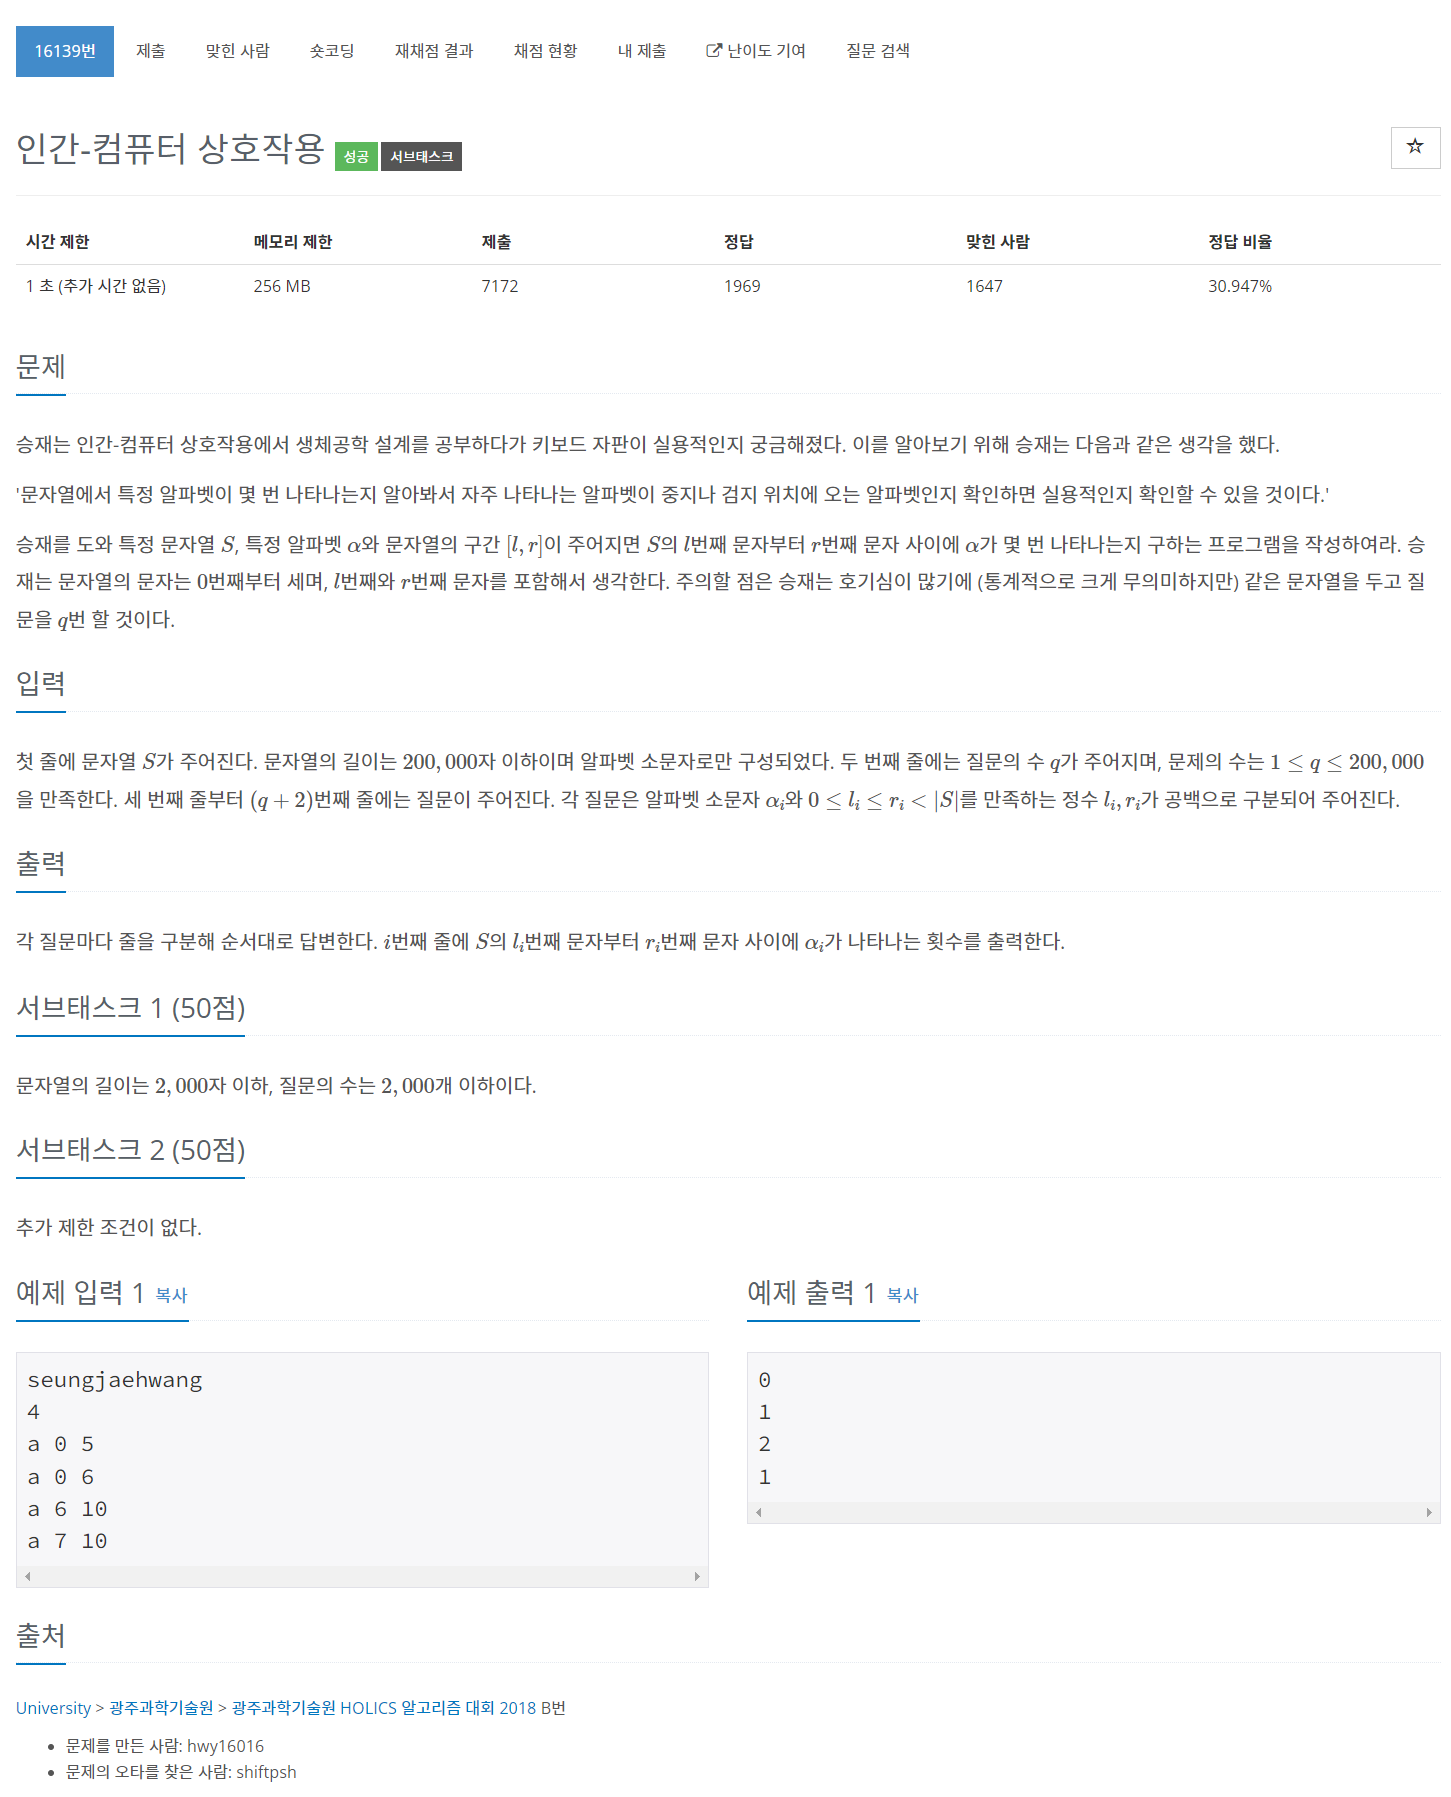 16139번 제출 맞힌 사람 숏코딩 재채점 결과 채점 현황 내 제출 난이도 기여 질문 검색
인간-컴퓨터 상호작용 성공 서브태스크
시간 제한 메모리 제한 제출 정답 맞힌 사람 정답 비율
1 초 (추가 시간 없음) 256 MB 7172 1969 1647 30.947%
문제
승재는 인간-컴퓨터 상호작용에서 생체공학 설계를 공부하다가 키보드 자판이 실용적인지 궁금해졌다. 이를 알아보기 위해 승재는 다음과 같은 생각을 했다.
'문자열에서 특정 알파벳이 몇 번 나타나는지 알아봐서 자주 나타나는 알파벳이 중지나 검지 위치에 오는 알파벳인지 확인하면 실용적인지 확인할 수 있을 것이다.'
승재를 도와 특정 문자열 S, 특정 알파벳 α와 문자열의 구간 [l, r]이 주어지면 S의 l번째 문자부터 r번째 문자 사이에 α가 몇 번 나타나는지 구하는 프로그램을 작성하여라. 승
재는 문자열의 문자는 0번째부터 세며, l번째와 r번째 문자를 포함해서 생각한다. 주의할 점은 승재는 호기심이 많기에 (통계적으로 크게 무의미하지만) 같은 문자열을 두고 질
문을 q번 할 것이다.
입력
첫 줄에 문자열 S가 주어진다. 문자열의 길이는 200,000자 이하이며 알파벳 소문자로만 구성되었다. 두 번째 줄에는 질문의 수 q가 주어지며, 문제의 수는 1 ≤ q ≤ 200,000
을 만족한다. 세 번째 줄부터 (q + 2)번째 줄에는 질문이 주어진다. 각 질문은 알파벳 소문자 αᵢ와 0 ≤ lᵢ ≤ rᵢ < |S|를 만족하는 정수 lᵢ, rᵢ가 공백으로 구분되어 주어진다.
출력
각 질문마다 줄을 구분해 순서대로 답변한다. i번째 줄에 S의 lᵢ번째 문자부터 rᵢ번째 문자 사이에 αᵢ가 나타나는 횟수를 출력한다.
서브태스크 1 (50점)
문자열의 길이는 2,000자 이하, 질문의 수는 2,000개 이하이다.
서브태스크 2 (50점)
추가 제한 조건이 없다.
예제 입력 1 복사
seungjaehwang
4
a 0 5
a 0 6
a 6 10
a 7 10
예제 출력 1 복사
0
1
2
1
출처
University > 광주과학기술원 > 광주과학기술원 HOLICS 알고리즘 대회 2018 B번
문제를 만든 사람: hwy16016
문제의 오타를 찾은 사람: shiftpsh